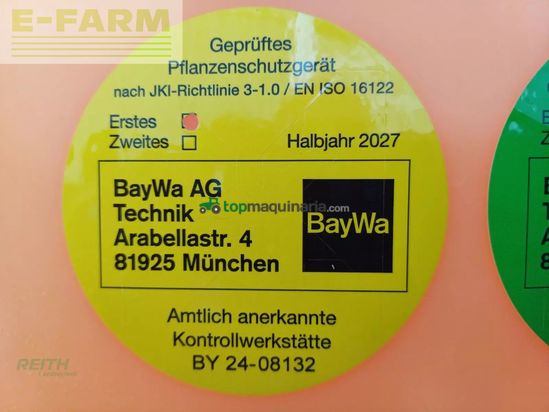 E-FARM
Geprüftes
Pflanzenschutzgerät
nach JKI-Richtlinie 3-1.0 / EN ISO 16122
Erstes
Zweites
Halbjahr 2027
BayWa AG
Technik
Arabellastr. 4
81925 München
BayWa
topmaquinaria.com
Amtlich anerkannte
Kontrollwerkstätte
BY 24-08132
REITH
Landtechnik